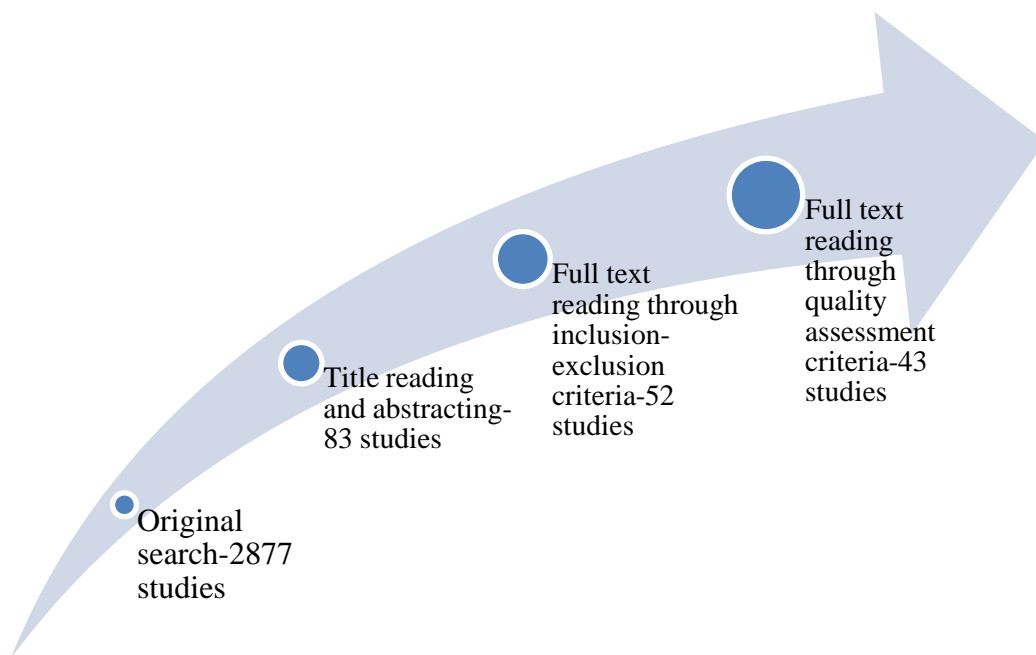 Original
search-2877
studies
Title reading
and abstracting-
83 studies
Full text
reading through
inclusion-
exclusion
criteria-52
studies
Full text
reading
through
quality
assessment
criteria-43
studies